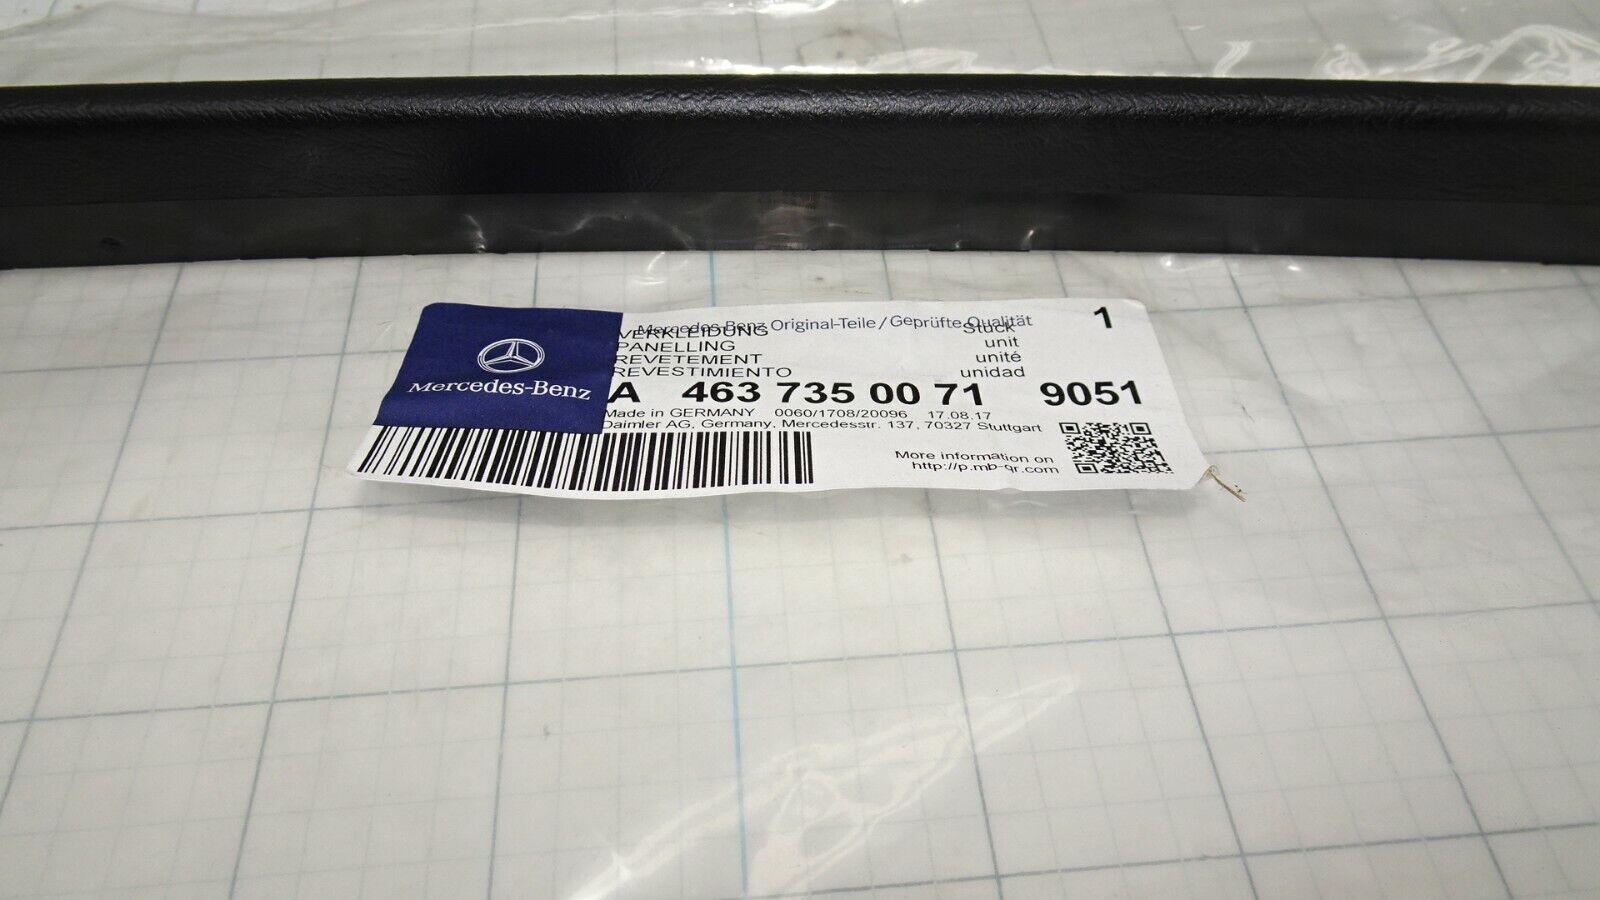 Mercedes-Benz Original-Teile / Geprüfte Qualität
VERKLEIDUNG Stück 1
PANELLING unit
REVETEMENT unité
REVESTIMIENTO unidad
Mercedes-Benz
A 463 735 00 71 9051
Made in GERMANY 0060/1708/20096 17.08.17
Daimler AG, Germany, Mercedesstr. 137, 70327 Stuttgart
More information on
http://p.mb-qr.com